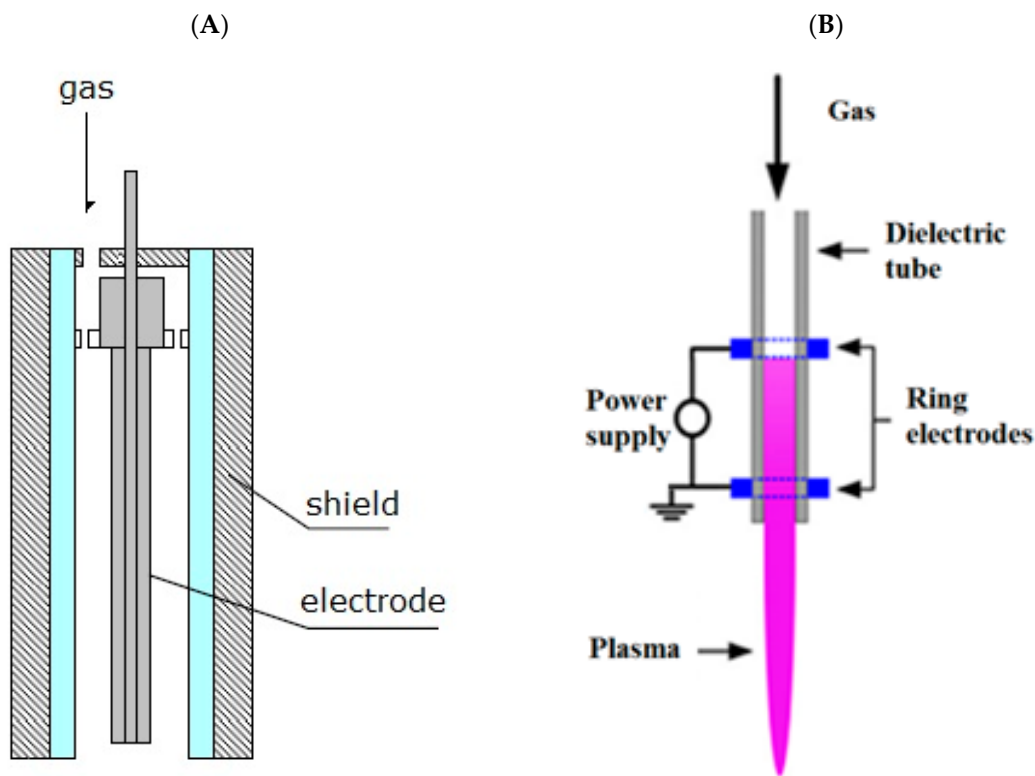 (A)
gas
shield
electrode
(B)
Gas
Dielectric
tube
Power
supply
Ring
electrodes
Plasma